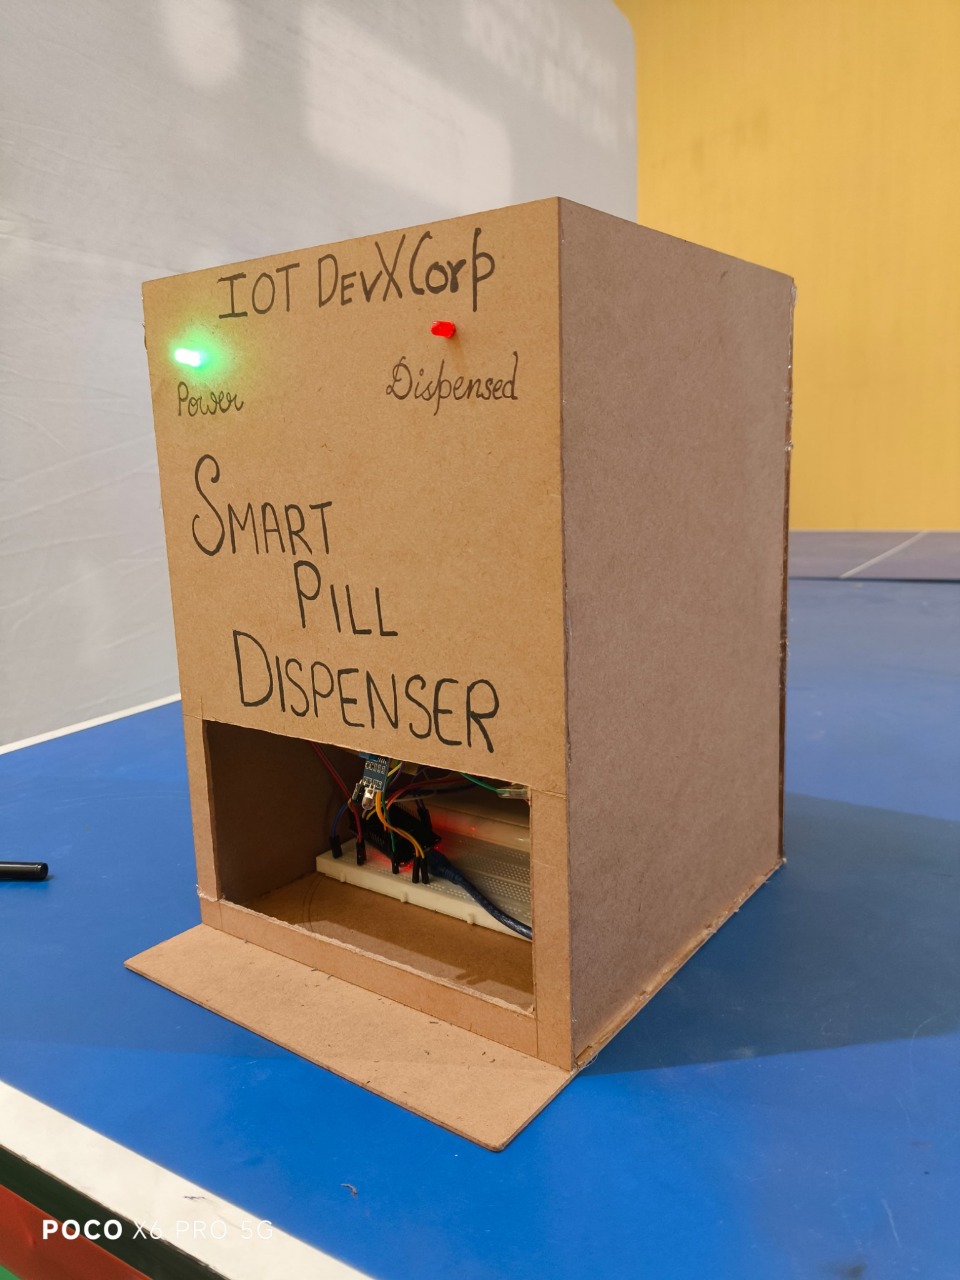 IOT DevXCorp
Power
Dispensed
SMART
PILL
DISPENSER
POCO X6 PRO 5G